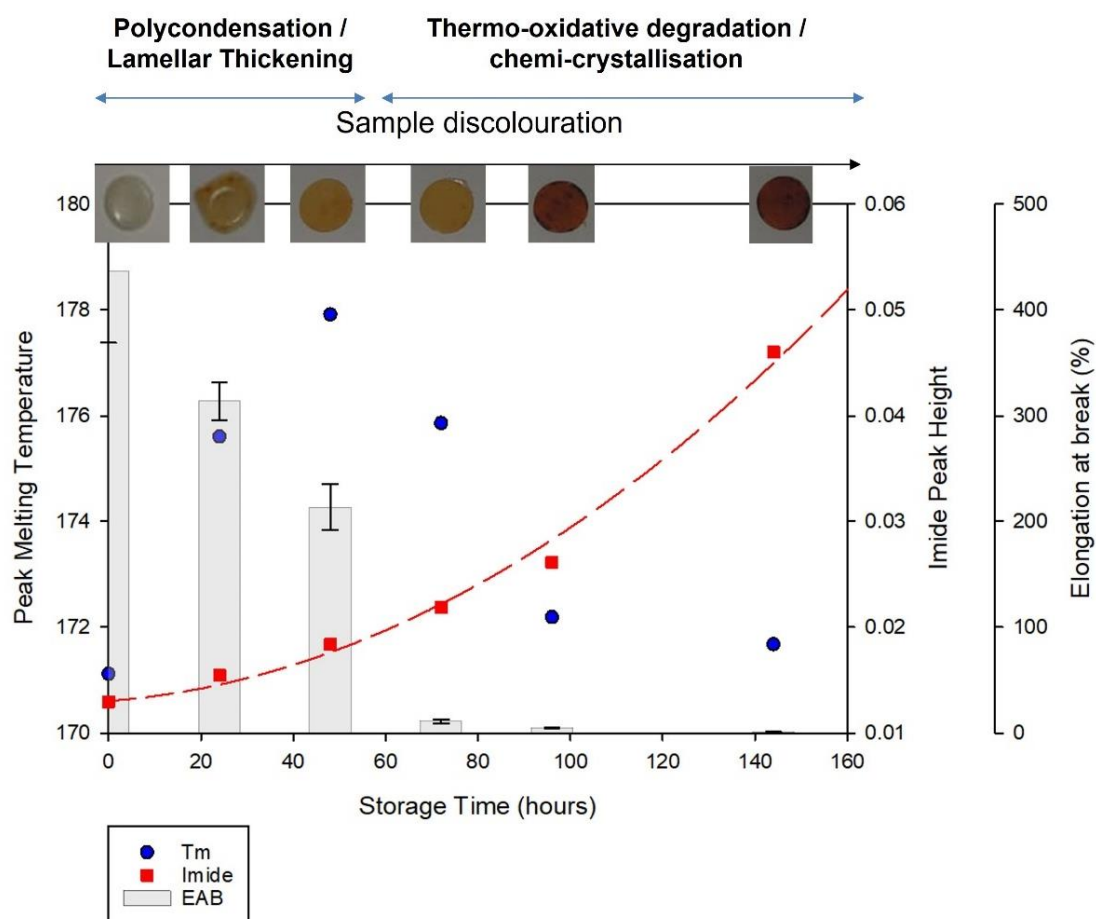 Polycondensation /
Lamellar Thickening
Thermo-oxidative degradation /
chemi-crystallisation
Sample discolouration
180
178
176
174
172
170
Peak Melting Temperature
0.06
0.05
0.04
0.03
0.02
0.01
Imide Peak Height
500
400
300
200
100
0
Elongation at break (%)
0
20
40
60
80
100
120
140
160
Storage Time (hours)
Tm
Imide
EAB